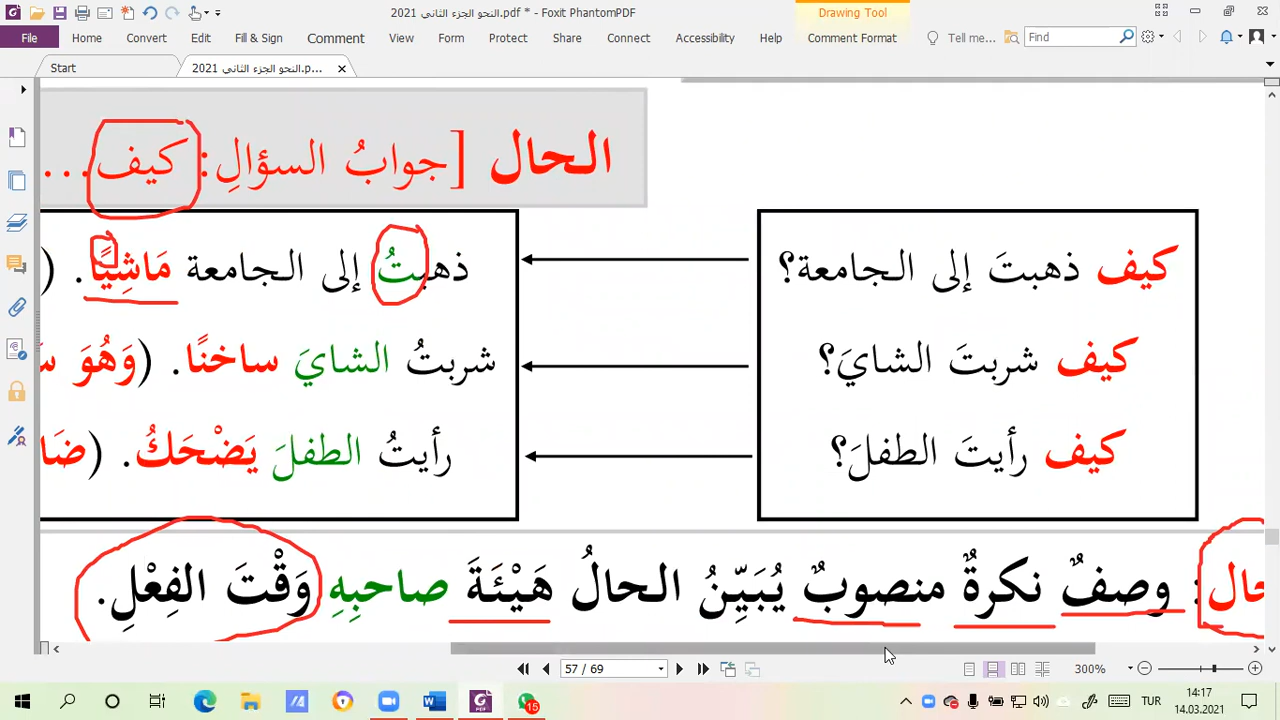 النحو الجزء الثاني 2021.pdf * - Foxit PhantomPDF
Drawing Tool
File Home Convert Edit Fill & Sign Comment View Form Protect Share Connect Accessibility Help Comment Format Tell me... Find
Start
النحو الجزء الثاني 2021.p...
الحال [جوابُ السؤالِ: كيف ...
كيف ذهبتَ إلى الجامعة؟
ذهبتُ إلى الجامعة مَاشِيًا. (
كيف شربتَ الشايَ؟
شربتُ الشايَ ساخنًا. (وَهُوَ سَ
كيف رأيتَ الطفلَ؟
رأيتُ الطفلَ يَضْحَكُ. (ضَا
حال: وصفٌ نكرةٌ منصوبٌ يُبَيِّنُ الحالُ هَيْئَةَ صاحبِهِ وَقْتَ الفِعْلِ.
57 / 69
300%
15
TUR
14:17
14.03.2021